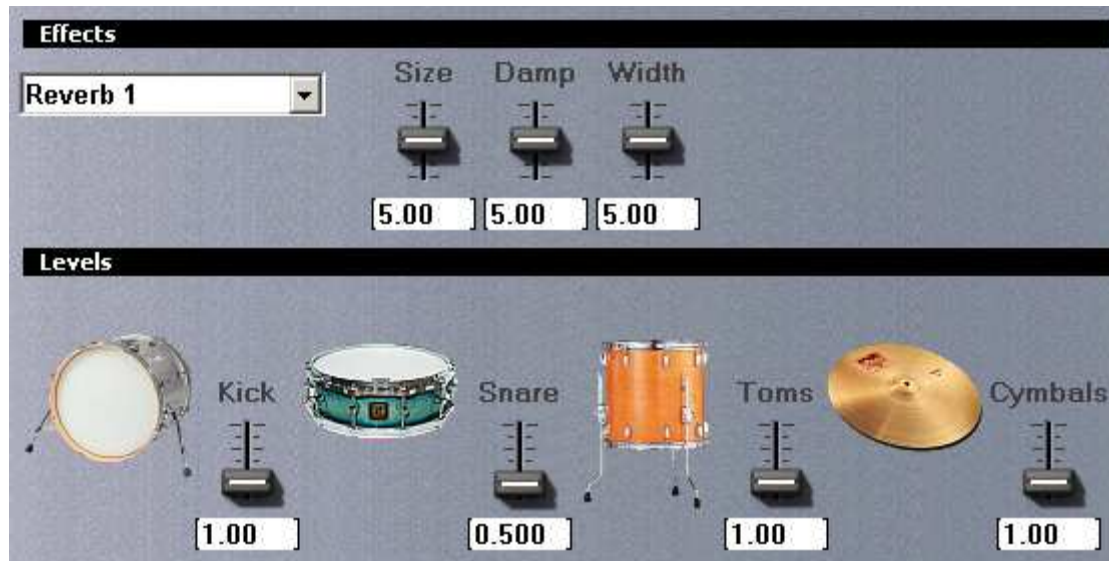 Effects
Reverb 1
Size Damp Width
5.00 5.00 5.00
Levels
Kick Snare Toms Cymbals
1.00 0.500 1.00 1.00